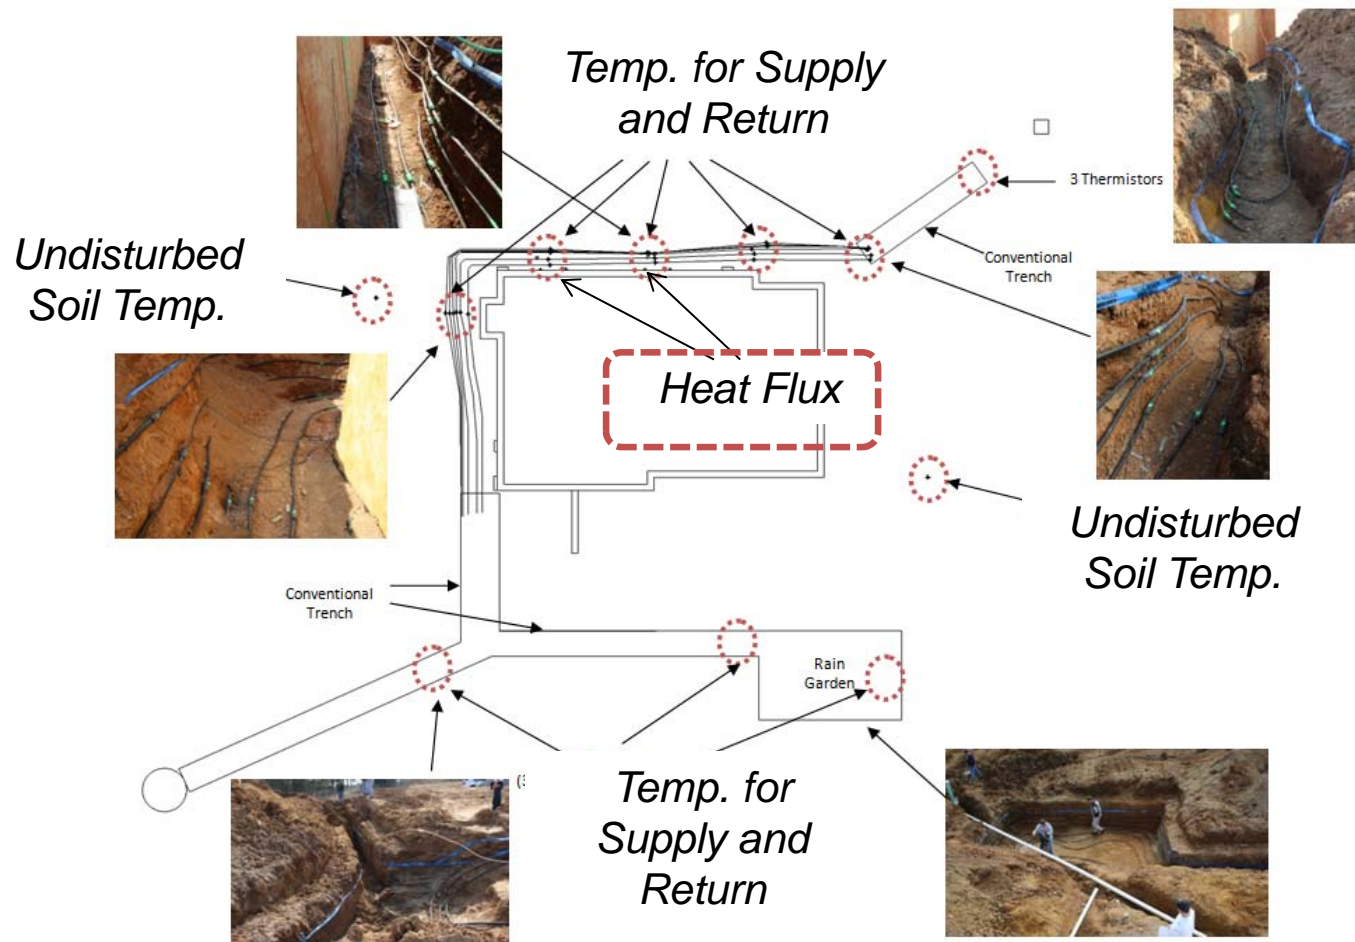 Temp. for Supply
and Return
3 Thermistors
Undisturbed
Soil Temp.
Conventional
Trench
Heat Flux
Undisturbed
Soil Temp.
Conventional
Trench
Rain
Garden
Temp. for
Supply and
Return